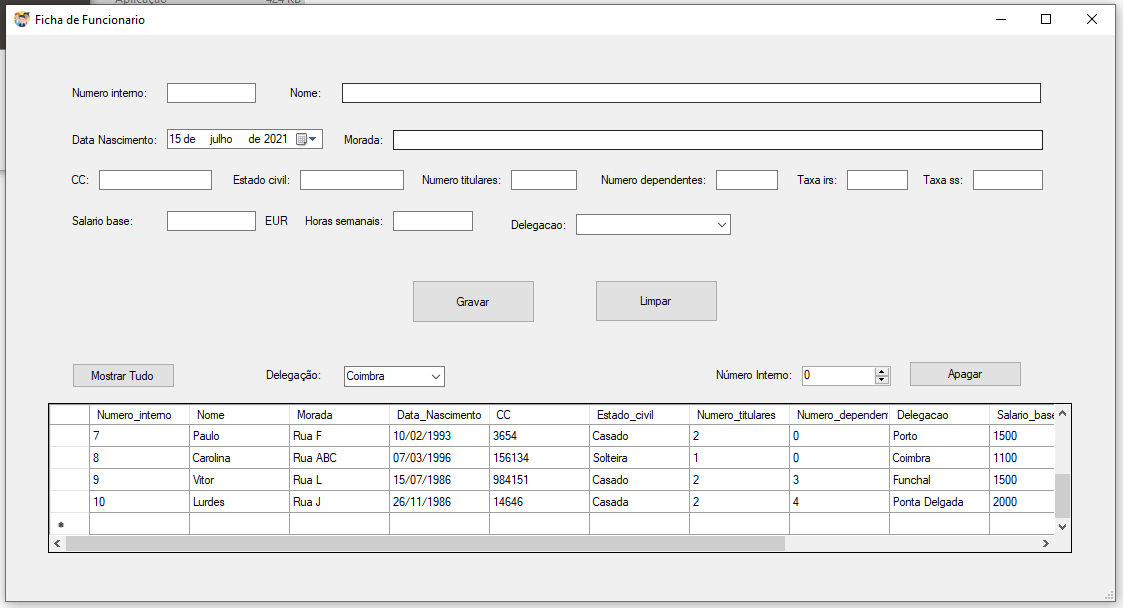 Aplicação 424 KB
Ficha de Funcionario
Numero interno: Nome:
Data Nascimento: 15 de julho de 2021 Morada:
CC: Estado civil: Numero titulares: Numero dependentes: Taxa irs: Taxa ss:
Salario base: EUR Horas semanais: Delegacao:
Gravar Limpar
Mostrar Tudo Delegação: Coimbra Número Interno: 0 Apagar
Numero_interno Nome Morada Data_Nascimento CC Estado_civil Numero_titulares Numero_dependen Delegacao Salario_base
7 Paulo Rua F 10/02/1993 3654 Casado 2 0 Porto 1500
8 Carolina Rua ABC 07/03/1996 156134 Solteira 1 0 Coimbra 1100
9 Vitor Rua L 15/07/1986 984151 Casado 2 3 Funchal 1500
10 Lurdes Rua J 26/11/1986 14646 Casada 2 4 Ponta Delgada 2000